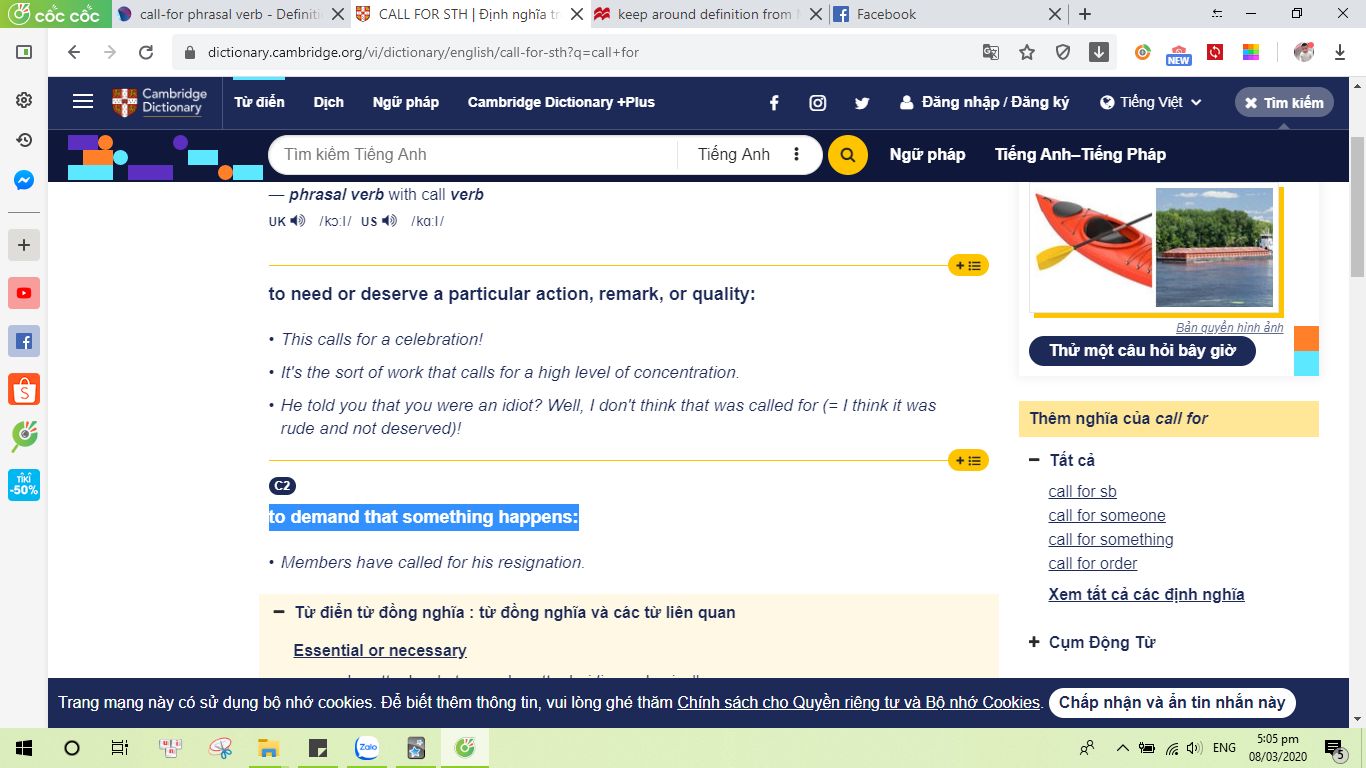 cốc cốc
call-for phrasal verb - Definiti
CALL FOR STH | Định nghĩa tr
keep around definition from M
Facebook
dictionary.cambridge.org/vi/dictionary/english/call-for-sth?q=call+for
NEW
Cambridge
Dictionary
Từ điển
Dịch
Ngữ pháp
Cambridge Dictionary +Plus
Đăng nhập / Đăng ký
Tiếng Việt
Tìm kiếm
Tìm kiếm Tiếng Anh
Tiếng Anh
Ngữ pháp
Tiếng Anh–Tiếng Pháp
— phrasal verb with call verb
UK /kɔːl/ US /kɑːl/
to need or deserve a particular action, remark, or quality:
• This calls for a celebration!
• It's the sort of work that calls for a high level of concentration.
• He told you that you were an idiot? Well, I don't think that was called for (= I think it was
rude and not deserved)!
C2
to demand that something happens:
• Members have called for his resignation.
Từ điển từ đồng nghĩa : từ đồng nghĩa và các từ liên quan
Essential or necessary
Bản quyền hình ảnh
Thử một câu hỏi bây giờ
Thêm nghĩa của call for
Tất cả
call for sb
call for someone
call for something
call for order
Xem tất cả các định nghĩa
Cụm Động Từ
TIKI
-50%
Trang mạng này có sử dụng bộ nhớ cookies. Để biết thêm thông tin, vui lòng ghé thăm Chính sách cho Quyền riêng tư và Bộ nhớ Cookies.
Chấp nhận và ẩn tin nhắn này
Zalo
ENG
5:05 pm
08/03/2020
5